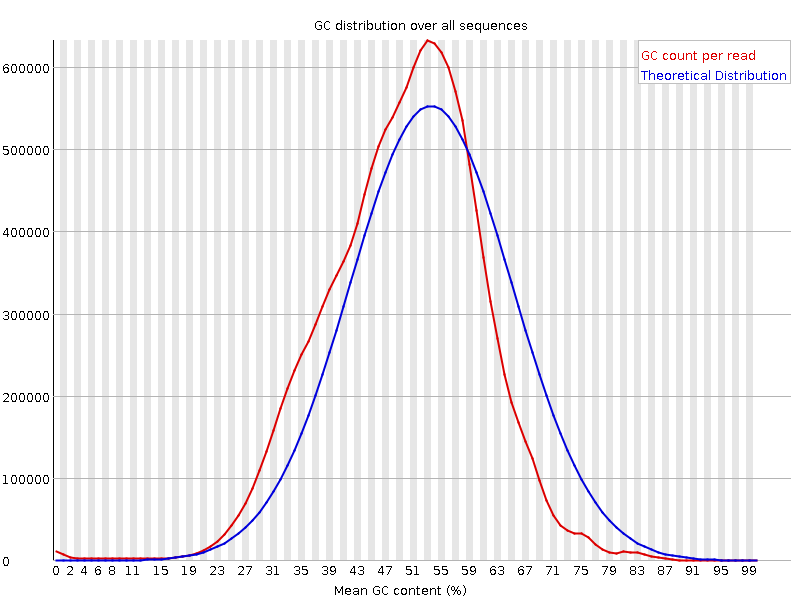 GC distribution over all sequences
GC count per read
Theoretical Distribution
600000
500000
400000
300000
200000
100000
0
0 2 4 6 8 11 15 19 23 27 31 35 39 43 47 51 55 59 63 67 71 75 79 83 87 91 95 99
Mean GC content (%)